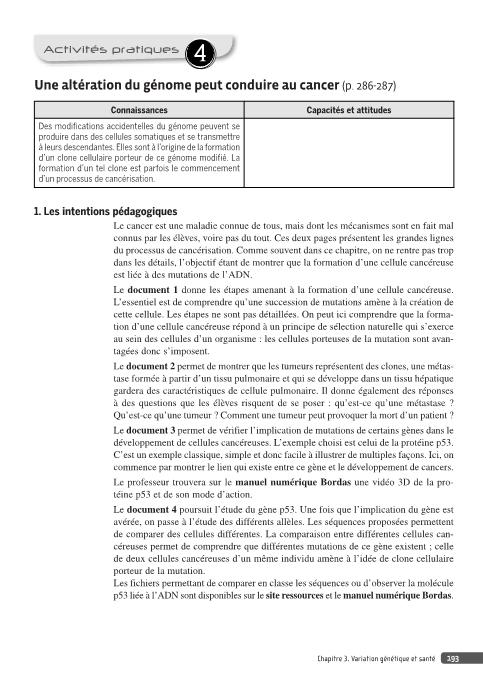 Activités pratiques 4
Une altération du génome peut conduire au cancer (p. 286-287)
Connaissances
Capacités et attitudes
Des modifications accidentelles du génome peuvent se
produire dans des cellules somatiques et se transmettre
à leurs descendantes. Elles sont à l'origine de la formation
d'un clone cellulaire porteur de ce génome modifié. La
formation d'un tel clone est parfois le commencement
d'un processus de cancérisation.
1. Les intentions pédagogiques
Le cancer est une maladie connue de tous, mais dont les mécanismes sont en fait mal
connus par les élèves, voire pas du tout. Ces deux pages présentent les grandes lignes
du processus de cancérisation. Comme souvent dans ce chapitre, on ne rentre pas trop
dans les détails, l'objectif étant de montrer que la formation d'une cellule cancéreuse
est liée à des mutations de l'ADN.
Le document 1 donne les étapes amenant à la formation d'une cellule cancéreuse.
L'essentiel est de comprendre qu'une succession de mutations amène à la création de
cette cellule. Les étapes ne sont pas détaillées. On peut ici comprendre que la forma-
tion d'une cellule cancéreuse répond à un principe de sélection naturelle qui s'exerce
au sein des cellules d'un organisme : les cellules porteuses de la mutation sont avan-
tagées donc s'imposent.
Le document 2 permet de montrer que les tumeurs représentent des clones, une métas-
tase formée à partir d'un tissu pulmonaire et qui se développe dans un tissu hépatique
gardera des caractéristiques de cellule pulmonaire. Il donne également des réponses
à des questions que les élèves risquent de se poser : qu'est-ce qu'une métastase ?
Qu'est-ce qu'une tumeur ? Comment une tumeur peut provoquer la mort d'un patient ?
Le document 3 permet de vérifier l'implication de mutations de certains gènes dans le
développement de cellules cancéreuses. L'exemple choisi est celui de la protéine p53.
C'est un exemple classique, simple et donc facile à illustrer de multiples façons. Ici, on
commence par montrer le lien qui existe entre ce gène et le développement de cancers.
Le professeur trouvera sur le manuel numérique Bordas une vidéo 3D de la pro-
téine p53 et de son mode d'action.
Le document 4 poursuit l'étude du gène p53. Une fois que l'implication du gène est
avérée, on passe à l'étude des différents allèles. Les séquences proposées permettent
de comparer des cellules différentes. La comparaison entre différentes cellules can-
céreuses permet de comprendre que différentes mutations de ce gène existent ; celle
de deux cellules cancéreuses d'un même individu amène à l'idée de clone cellulaire
porteur de la mutation.
Les fichiers permettant de comparer en classe les séquences ou d'observer la molécule
p53 liée à l'ADN sont disponibles sur le site ressources et le manuel numérique Bordas.
Chapitre 3. Variation génétique et santé 193